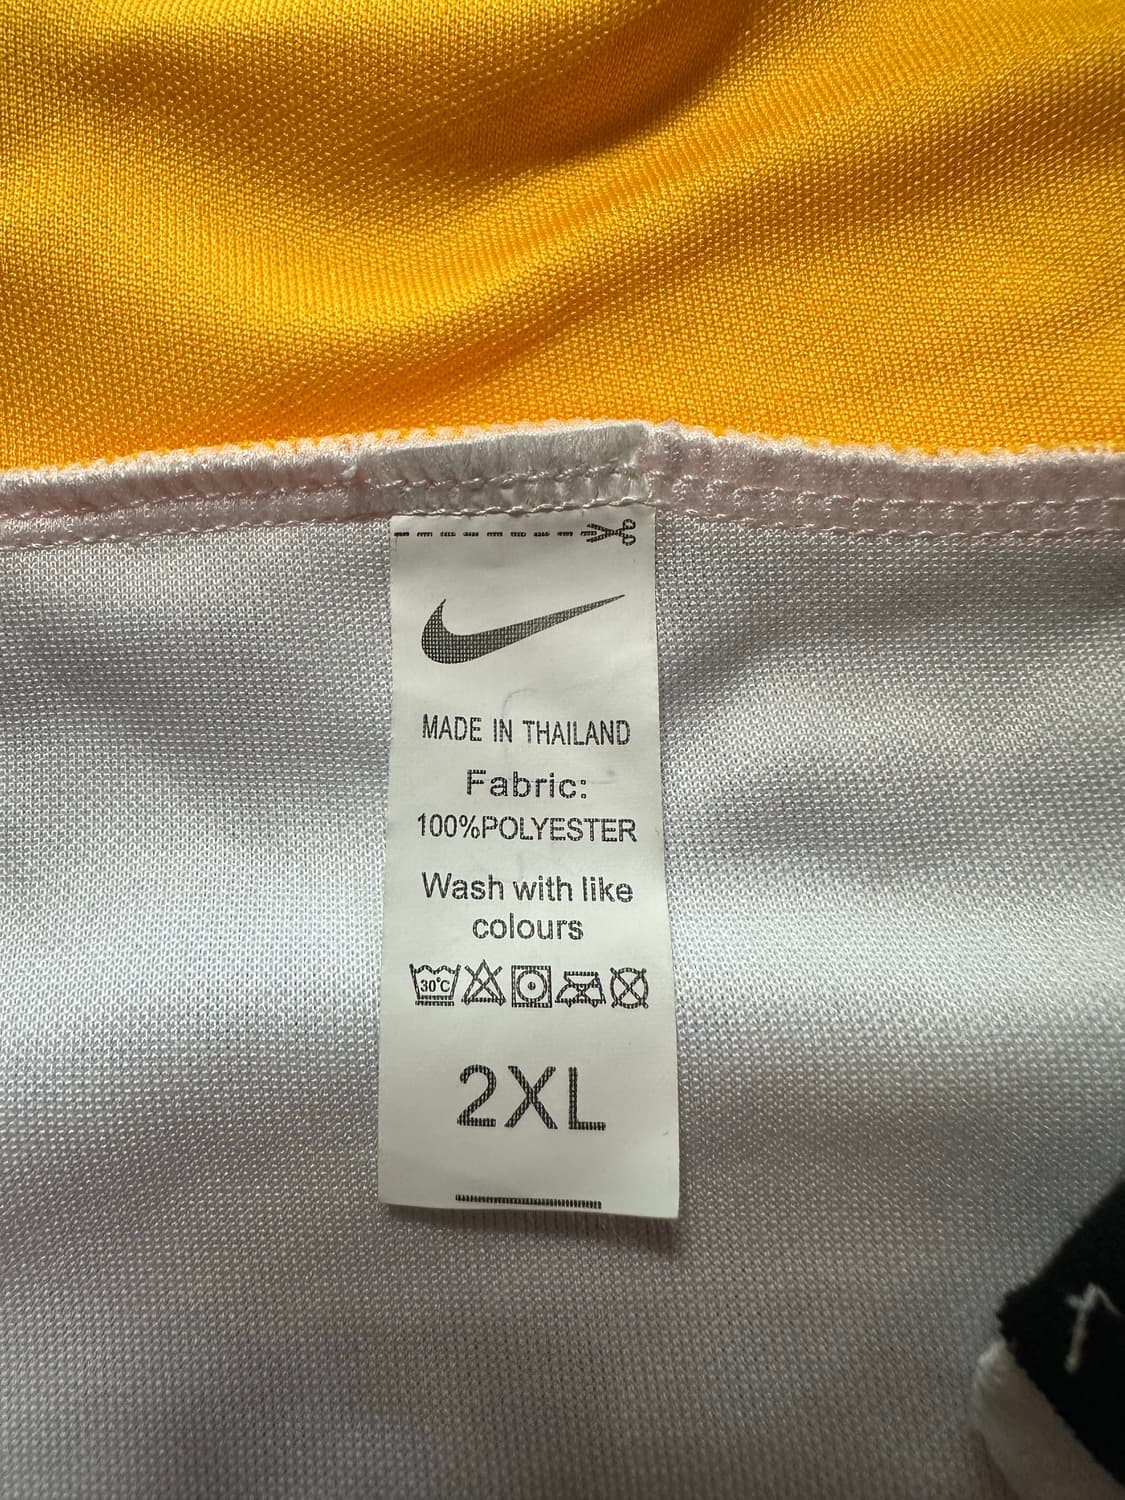 MADE IN THAILAND
Fabric:
100%POLYESTER
Wash with like
colours
30°C
2XL